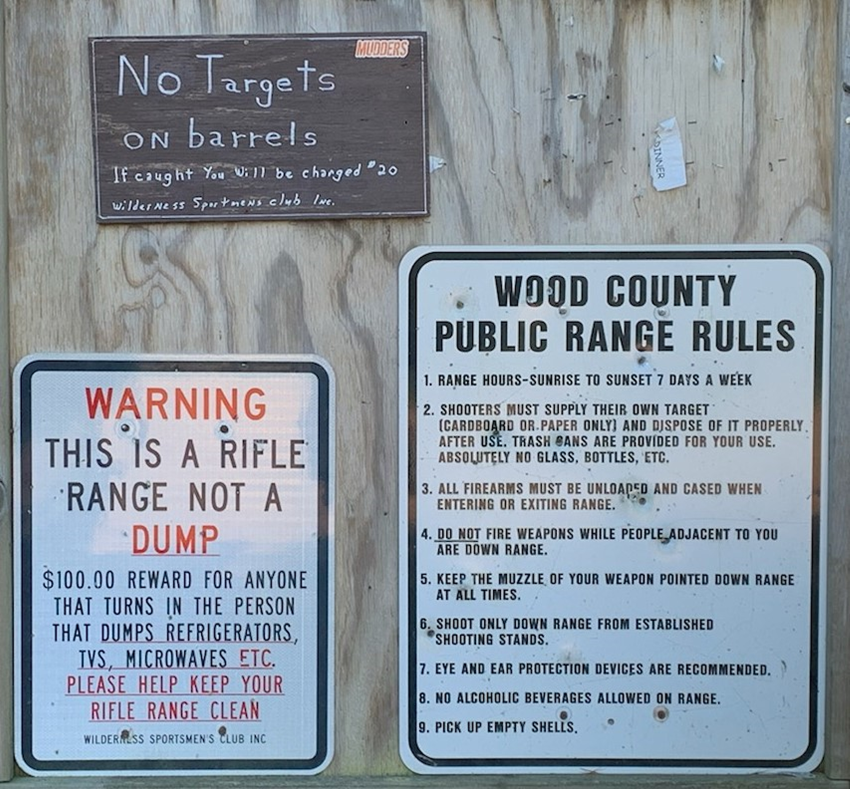 MUDDERS
No Targets
on barrels
If caught You Will be charged $20
Wilderness Sportmens club Inc.
DINNER
WARNING
THIS IS A RIFLE
RANGE NOT A
DUMP
$100.00 REWARD FOR ANYONE
THAT TURNS IN THE PERSON
THAT DUMPS REFRIGERATORS,
TVS, MICROWAVES ETC.
PLEASE HELP KEEP YOUR
RIFLE RANGE CLEAN
WILDERNESS SPORTSMEN'S CLUB INC
WOOD COUNTY
PUBLIC RANGE RULES
1. RANGE HOURS-SUNRISE TO SUNSET 7 DAYS A WEEK
2. SHOOTERS MUST SUPPLY THEIR OWN TARGET
(CARDBOARD OR PAPER ONLY) AND DISPOSE OF IT PROPERLY
AFTER USE. TRASH CANS ARE PROVIDED FOR YOUR USE.
ABSOLUTELY NO GLASS, BOTTLES, ETC.
3. ALL FIREARMS MUST BE UNLOADED AND CASED WHEN
ENTERING OR EXITING RANGE.
4. DO NOT FIRE WEAPONS WHILE PEOPLE ADJACENT TO YOU
ARE DOWN RANGE.
5. KEEP THE MUZZLE OF YOUR WEAPON POINTED DOWN RANGE
AT ALL TIMES.
6. SHOOT ONLY DOWN RANGE FROM ESTABLISHED
SHOOTING STANDS.
7. EYE AND EAR PROTECTION DEVICES ARE RECOMMENDED.
8. NO ALCOHOLIC BEVERAGES ALLOWED ON RANGE.
9. PICK UP EMPTY SHELLS.